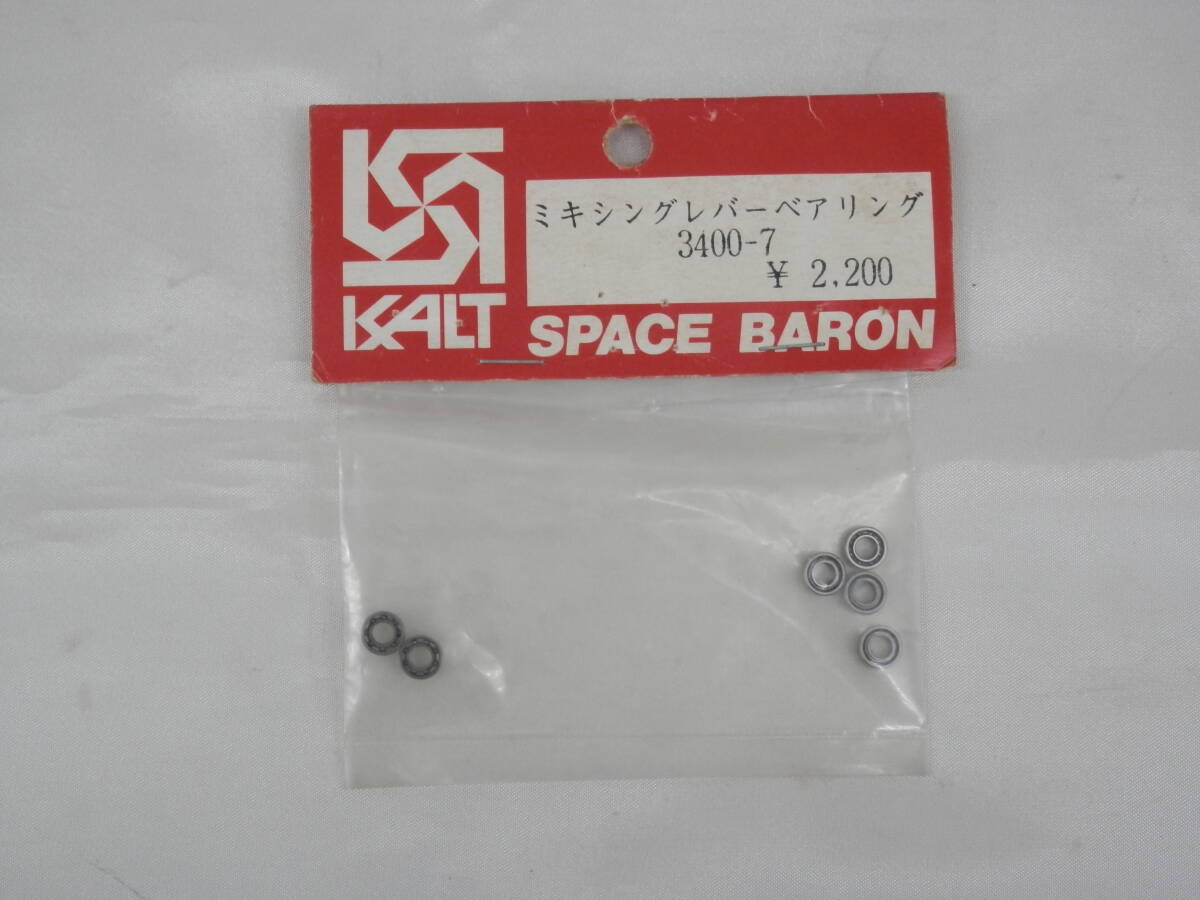 ミキシングレバーベアリング
3400-7
¥ 2,200
KALT
SPACE BARON